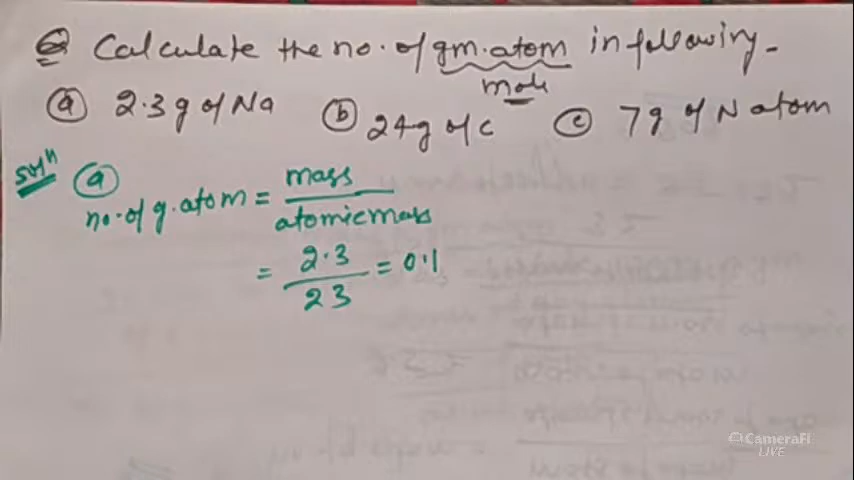 Q Calculate the no. of gm.atom in following -
mole
(a) 2.3g of Na (b) 24g of C (c) 7g of N atom
Solⁿ (a)
no. of g.atom = mass / atomic mass
= 2.3 / 23 = 0.1
CameraFI
LIVE